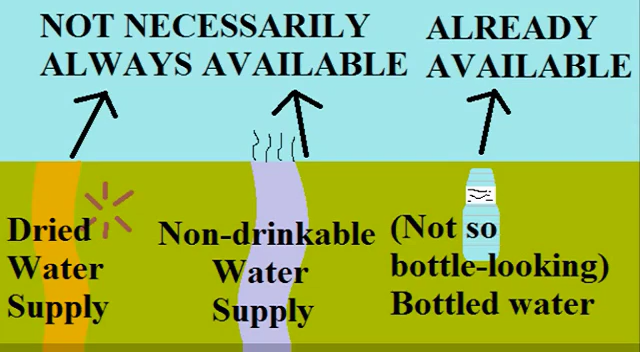 NOT NECESSARILY
ALWAYS AVAILABLE
ALREADY
AVAILABLE
Dried
Water
Supply
Non-drinkable
Water
Supply
(Not so
bottle-looking)
Bottled water